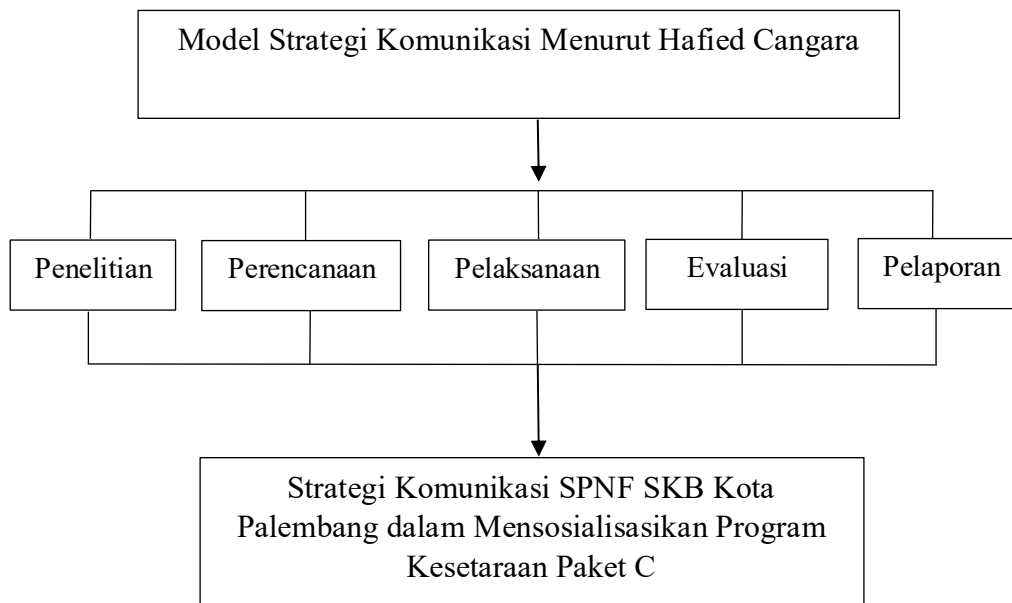 Model Strategi Komunikasi Menurut Hafied Cangara
Penelitian
Perencanaan
Pelaksanaan
Evaluasi
Pelaporan
Strategi Komunikasi SPNF SKB Kota
Palembang dalam Mensosialisasikan Program
Kesetaraan Paket C